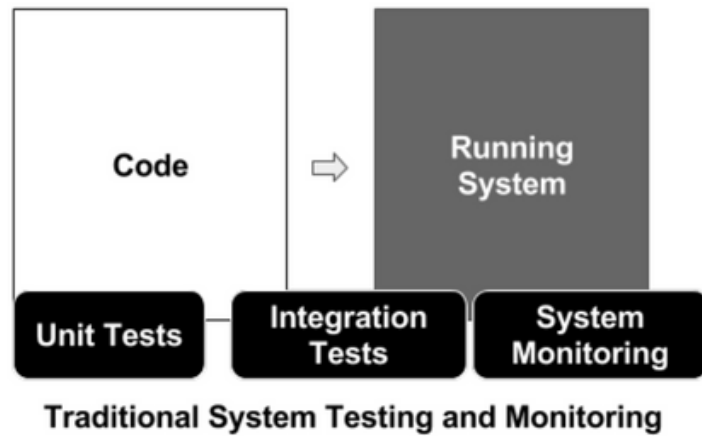 Code
Running
System
Unit Tests
Integration
Tests
System
Monitoring
Traditional System Testing and Monitoring